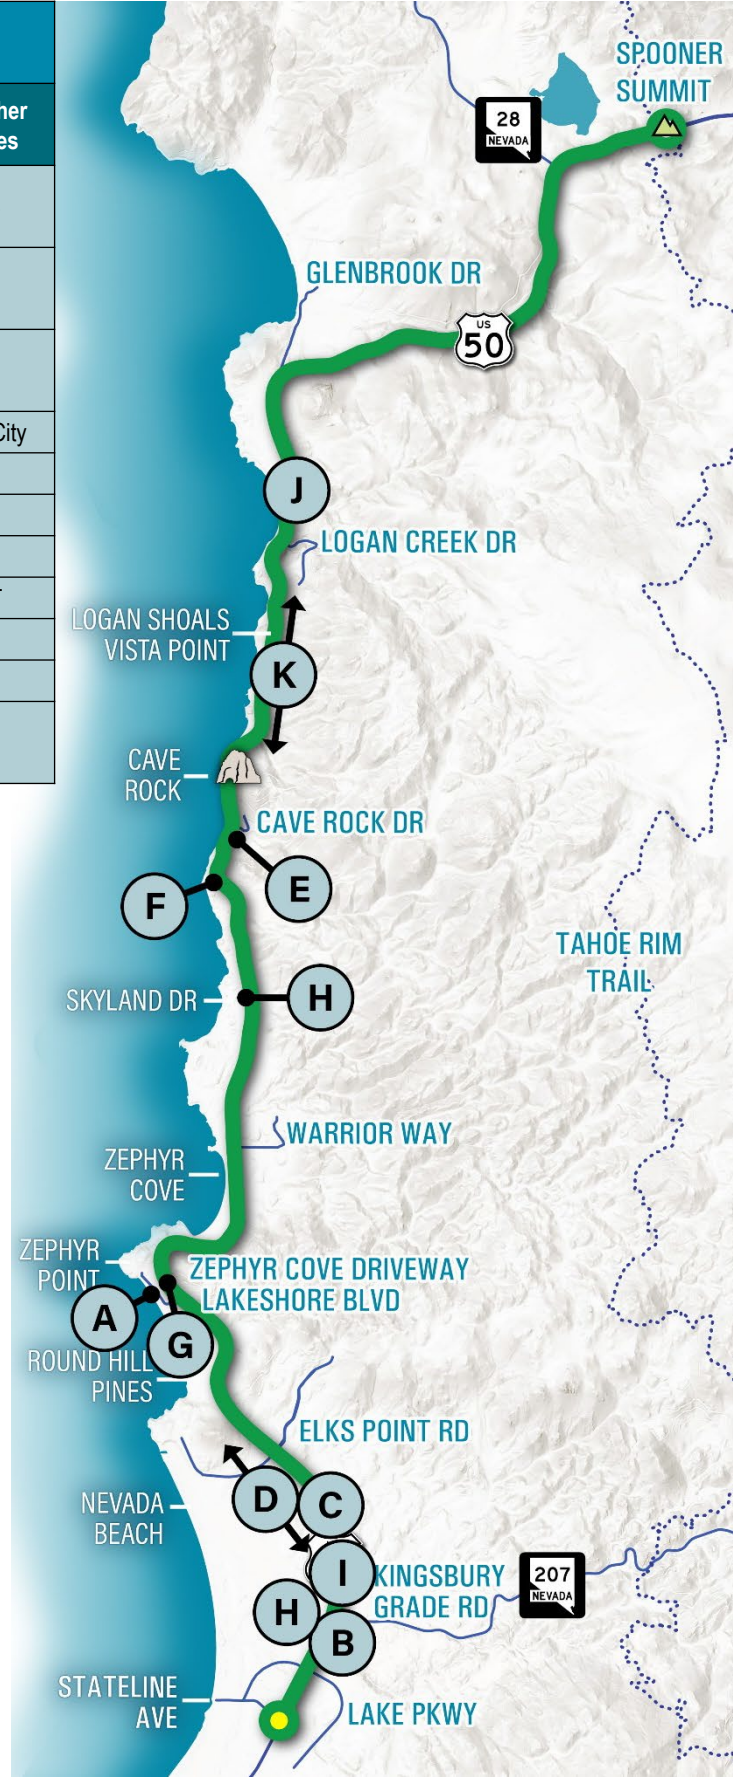 SPOONER
SUMMIT
28
NEVADA
GLENBROOK DR
US
50
City
J
LOGAN CREEK DR
LOGAN SHOALS
VISTA POINT
K
CAVE
ROCK
CAVE ROCK DR
E
F
TAHOE RIM
TRAIL
SKYLAND DR
H
WARRIOR WAY
ZEPHYR
COVE
ZEPHYR
POINT
ZEPHYR COVE DRIVEWAY
LAKESHORE BLVD
A
G
ROUND HILL
PINES
ELKS POINT RD
D
C
NEVADA
BEACH
I
KINGSBURY
GRADE RD
207
NEVADA
H
B
STATELINE
AVE
LAKE PKWY